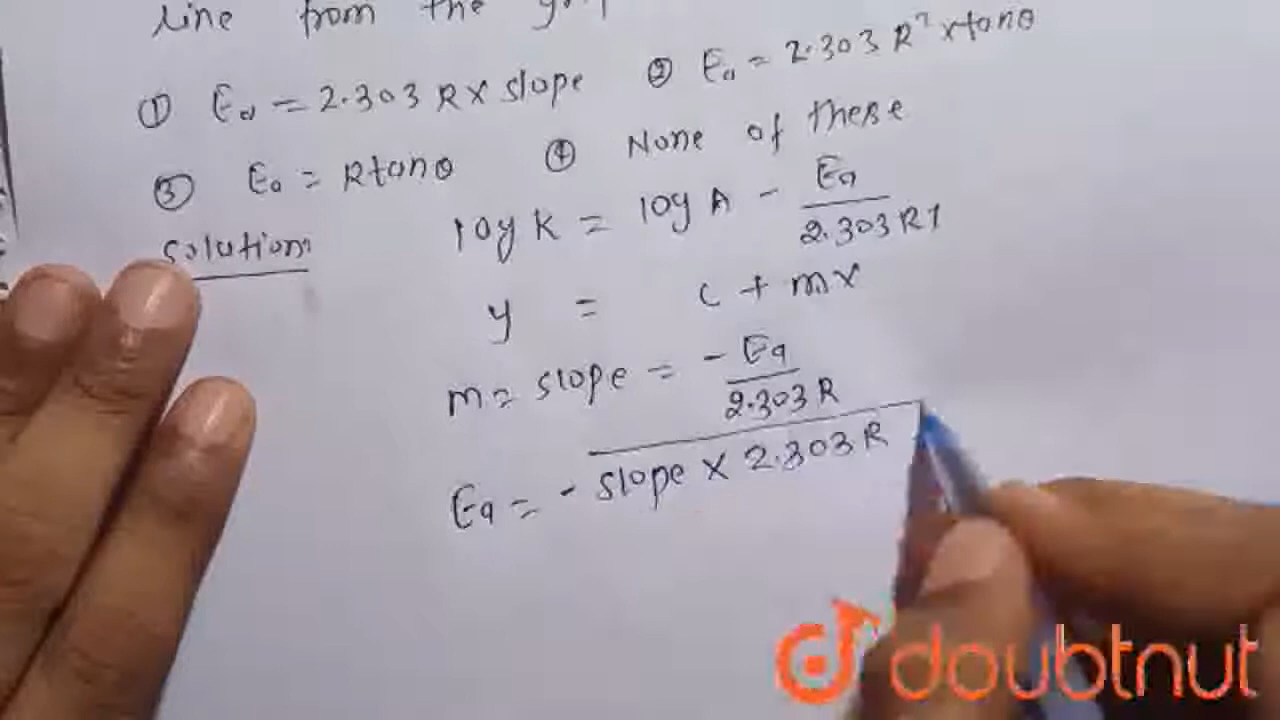 line from the
① Ea = 2.303 R x slope ② Ea = 2.303 R² x tanθ
③ Ea = R tanθ ④ None of these
Solution
log K = log A - Ea / 2.303 RT
y = c + mx
m = slope = - Ea / 2.303 R
Ea = - slope x 2.303 R
doubtnut